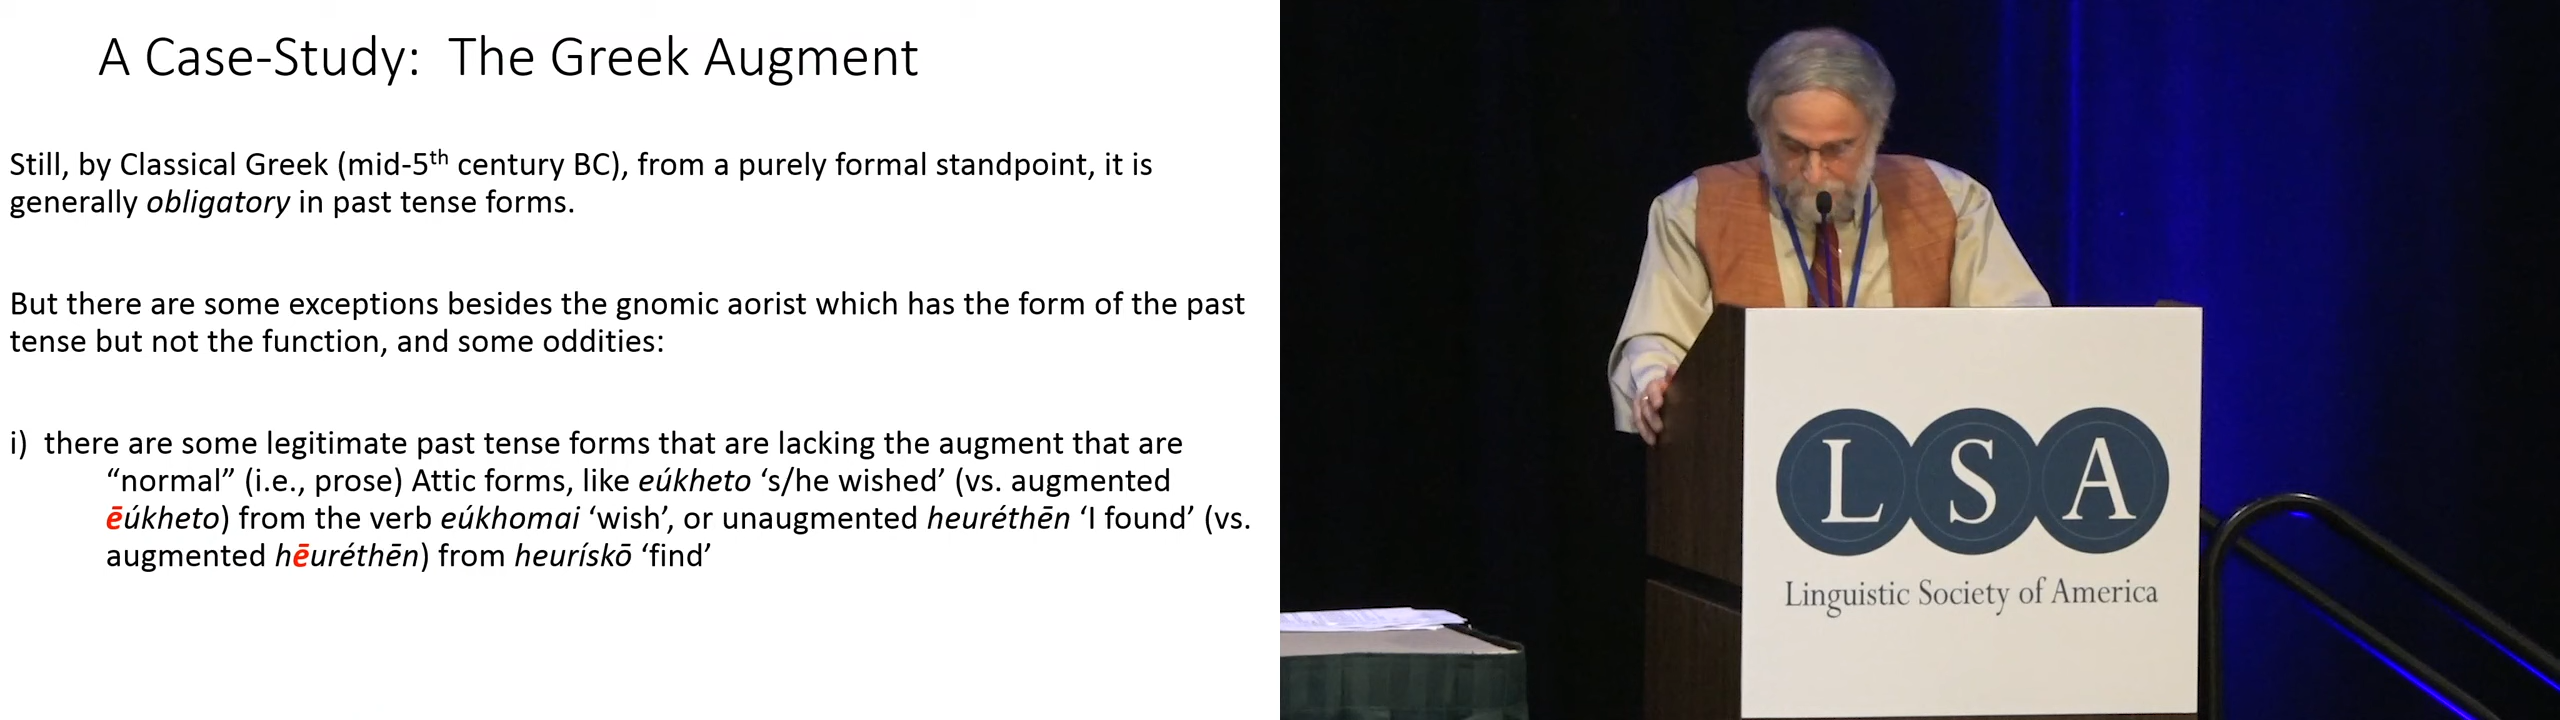 A Case-Study:  The Greek Augment
Still, by Classical Greek (mid-5th century BC), from a purely formal standpoint, it is
generally obligatory in past tense forms.
But there are some exceptions besides the gnomic aorist which has the form of the past
tense but not the function, and some oddities:
i)  there are some legitimate past tense forms that are lacking the augment that are
“normal” (i.e., prose) Attic forms, like eúkheto ‘s/he wished’ (vs. augmented
ēúkheto) from the verb eúkhomai ‘wish’, or unaugmented heuréthēn ‘I found’ (vs.
augmented hēuréthēn) from heurískō ‘find’
L S A
Linguistic Society of America